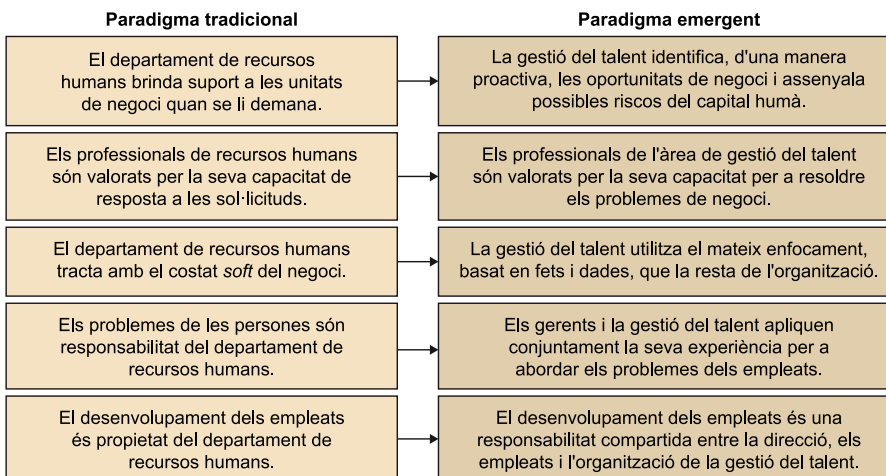 Paradigma tradicional
Paradigma emergent
El departament de recursos
humans brinda suport a les unitats
de negoci quan se li demana.
La gestió del talent identifica, d'una manera
proactiva, les oportunitats de negoci i assenyala
possibles riscos del capital humà.
Els professionals de recursos humans
són valorats per la seva capacitat de
resposta a les sol·licituds.
Els professionals de l'àrea de gestió del talent
són valorats per la seva capacitat per a resoldre
els problemes de negoci.
El departament de recursos humans
tracta amb el costat soft del negoci.
La gestió del talent utilitza el mateix enfocament,
basat en fets i dades, que la resta de l'organització.
Els problemes de les persones són
responsabilitat del departament de
recursos humans.
Els gerents i la gestió del talent apliquen
conjuntament la seva experiència per a
abordar els problemes dels empleats.
El desenvolupament dels empleats
és propietat del departament de
recursos humans.
El desenvolupament dels empleats és una
responsabilitat compartida entre la direcció, els
empleats i l'organització de la gestió del talent.